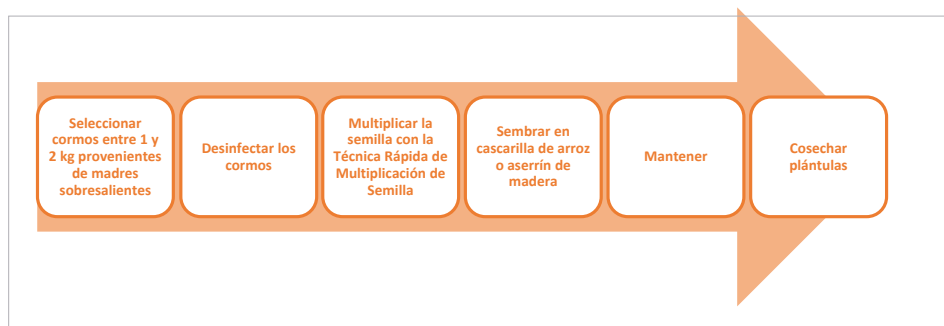 Seleccionar
cormos entre 1 y
2 kg provenientes
de madres
sobresalientes
Desinfectar los
cormos
Multiplicar la
semilla con la
Técnica Rápida de
Multiplicación de
Semilla
Sembrar en
cascarilla de arroz
o aserrín de
madera
Mantener
Cosechar
plántulas